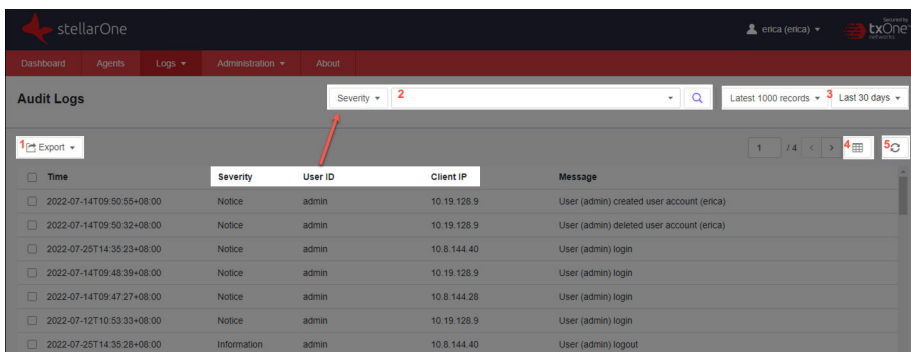 stellarOne
erica (erica)
Secured by
txOne
networks
Dashboard Agents Logs Administration About
Audit Logs
Severity 2
Latest 1000 records 3 Last 30 days
1 Export
1 / 4 < > 4 5
Time Severity User ID Client IP Message
2022-07-14T09:50:55+08:00 Notice admin 10.19.128.9 User (admin) created user account (erica)
2022-07-14T09:50:32+08:00 Notice admin 10.19.128.9 User (admin) deleted user account (erica)
2022-07-25T14:35:23+08:00 Notice admin 10.8.144.40 User (admin) login
2022-07-14T09:48:39+08:00 Notice admin 10.19.128.9 User (admin) login
2022-07-14T09:47:27+08:00 Notice admin 10.8.144.28 User (admin) login
2022-07-12T10:53:33+08:00 Notice admin 10.19.128.9 User (admin) login
2022-07-25T14:35:28+08:00 Information admin 10.8.144.40 User (admin) logout